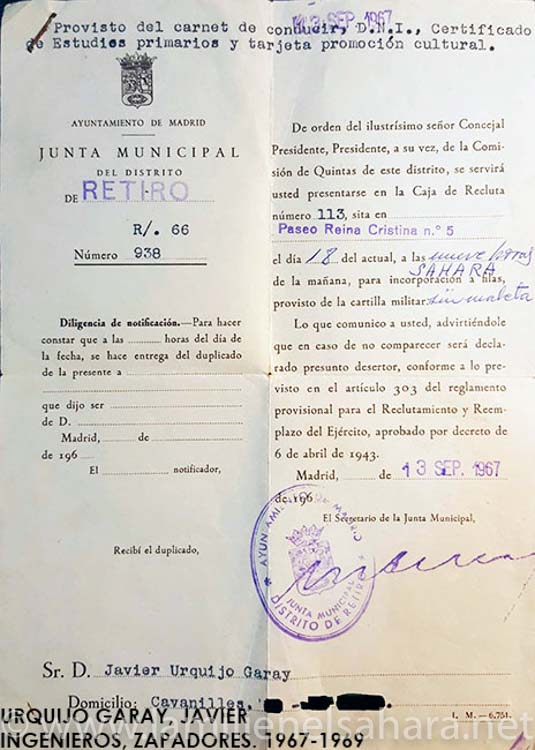 13 SEP. 1967
Provisto del carnet de conducir, D.N.I., Certificado
de Estudios primarios y tarjeta promoción cultural.
AYUNTAMIENTO DE MADRID
JUNTA MUNICIPAL
DEL DISTRITO
DE RETIRO
R/. 66
Número 938
Diligencia de notificación.—Para hacer
constar que a las ........ horas del día de
la fecha, se hace entrega del duplicado
de la presente a
que dijo ser
de D.
Madrid, ........ de
de 196
El ........ notificador,
Recibí el duplicado,
De orden del ilustrísimo señor Concejal
Presidente, Presidente, a su vez, de la Comi-
sión de Quintas de este distrito, se servirá
usted presentarse en la Caja de Recluta
número 113, sita en
Paseo Reina Cristina n.º 5
el día 18 del actual, a las nueve horas
SAHARA
de la mañana, para incorporación a filas,
provisto de la cartilla militar. sin maleta
Lo que comunico a usted, advirtiéndole
que en caso de no comparecer será decla-
rado presunto desertor, conforme a lo pre-
visto en el artículo 303 del reglamento
provisional para el Reclutamiento y Reem-
plazo del Ejército, aprobado por decreto de
6 de abril de 1943.
Madrid, ........ de 13 SEP. 1967
de 196
El Secretario de la Junta Municipal,
AYUNTAMIENTO DE MADRID
JUNTA MUNICIPAL
DISTRITO DE RETIRO
Sr. D. Javier Urquijo Garay
Domicilio: Cavanilles,
I. M.—6.751.
URQUIJO GARAY, JAVIER
INGENIEROS, ZAPADORES. 1967-1969
© www.lamilienelsahara.net